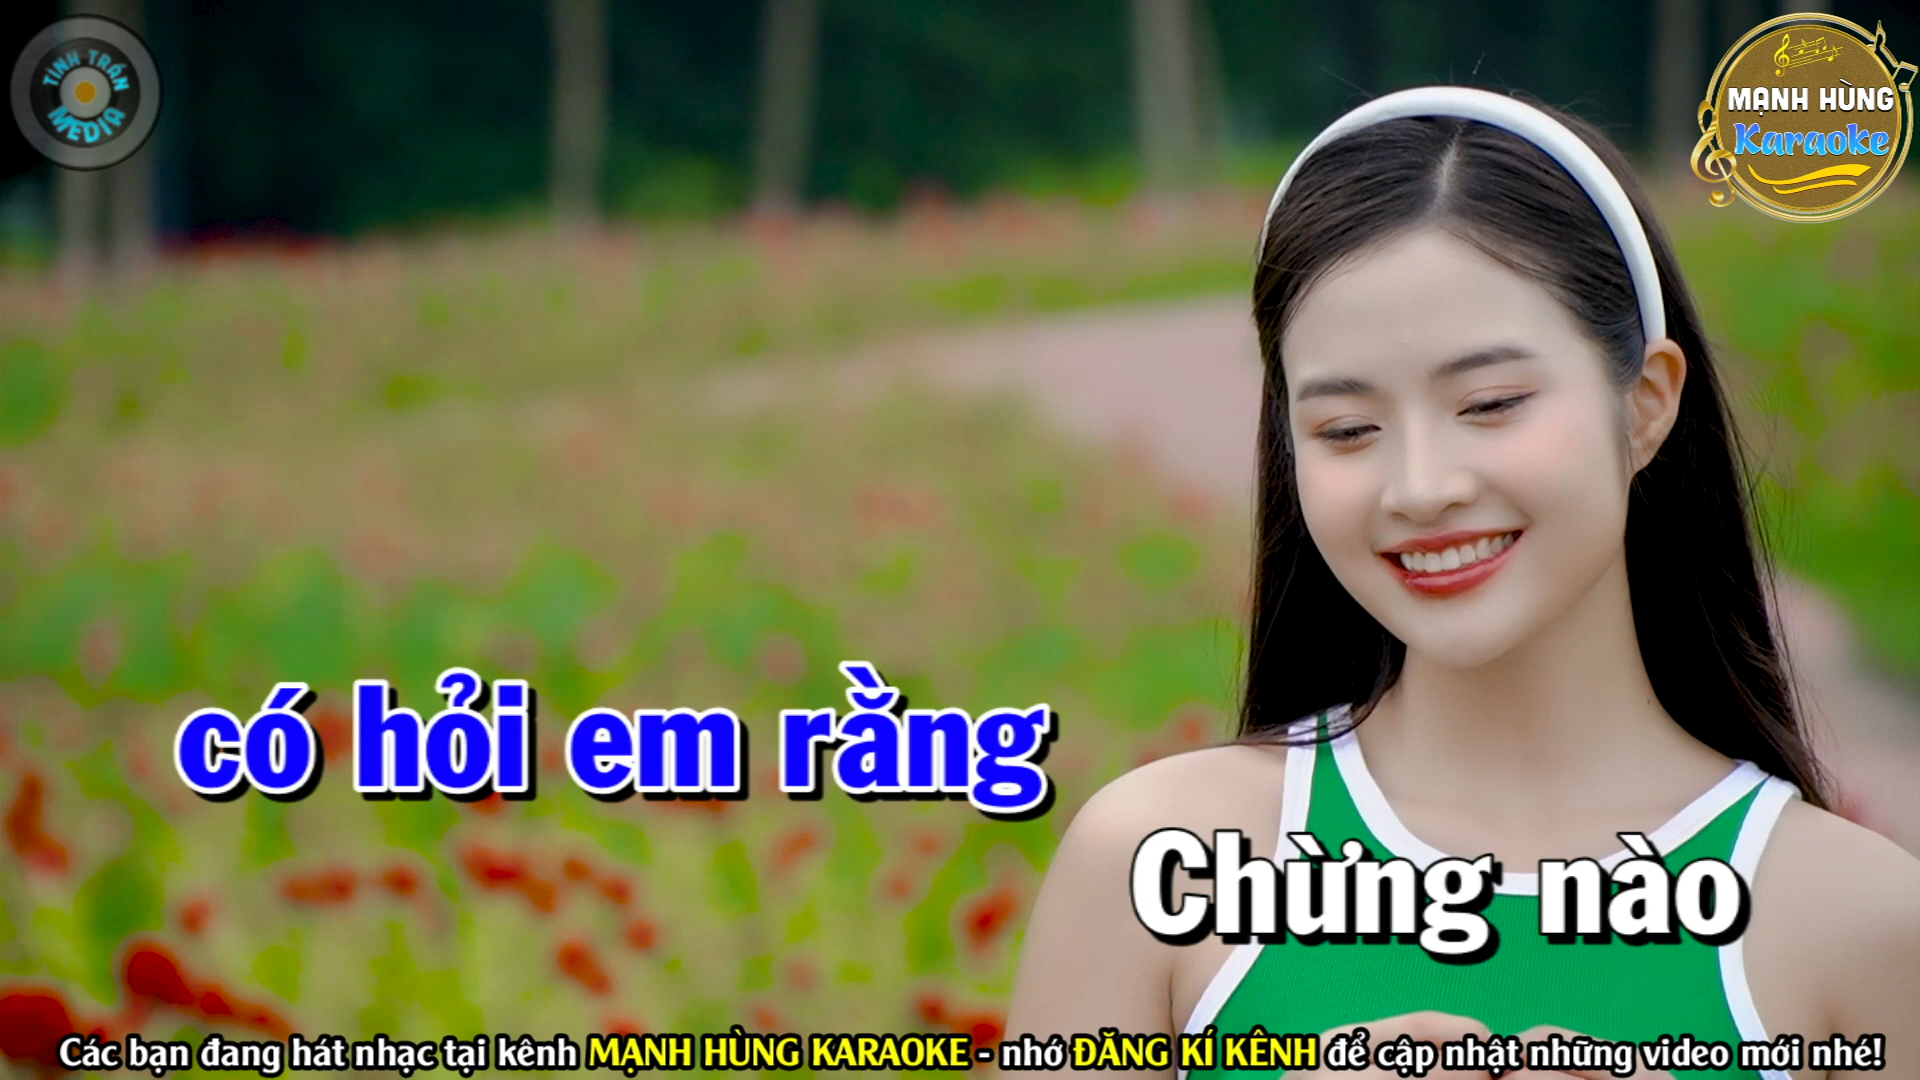 TÌNH TRẦN
MEDIA
MẠNH HÙNG
Karaoke
có hỏi em rằng
Chừng nào
Các bạn đang hát nhạc tại kênh MẠNH HÙNG KARAOKE - nhớ ĐĂNG KÍ KÊNH để cập nhật những video mới nhé!